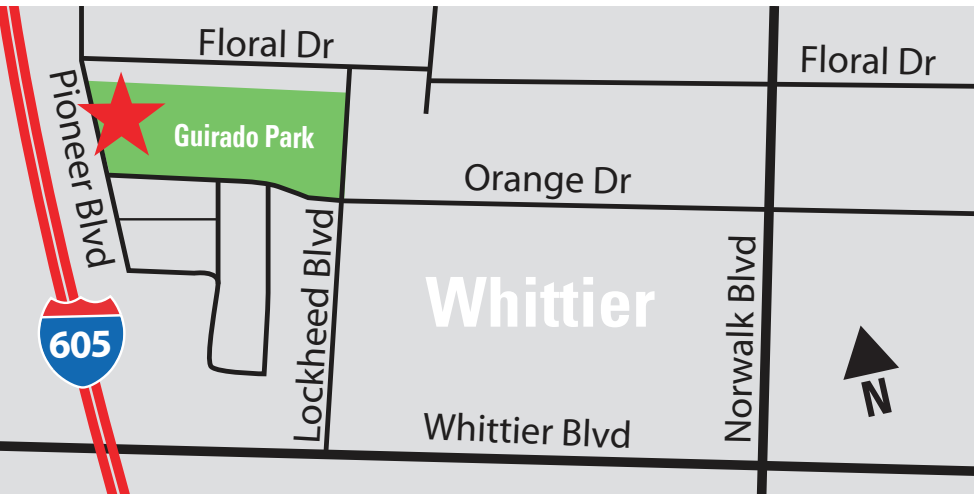 Floral Dr
Floral Dr
Pioneer Blvd
Guirado Park
Orange Dr
Lockheed Blvd
Whittier
Norwalk Blvd
605
N
Whittier Blvd